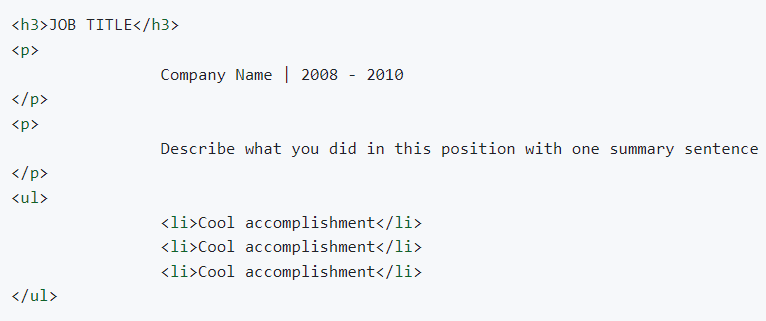 <h3>JOB TITLE</h3>
<p>
Company Name | 2008 - 2010
</p>
<p>
Describe what you did in this position with one summary sentence
</p>
<ul>
<li>Cool accomplishment</li>
<li>Cool accomplishment</li>
<li>Cool accomplishment</li>
</ul>